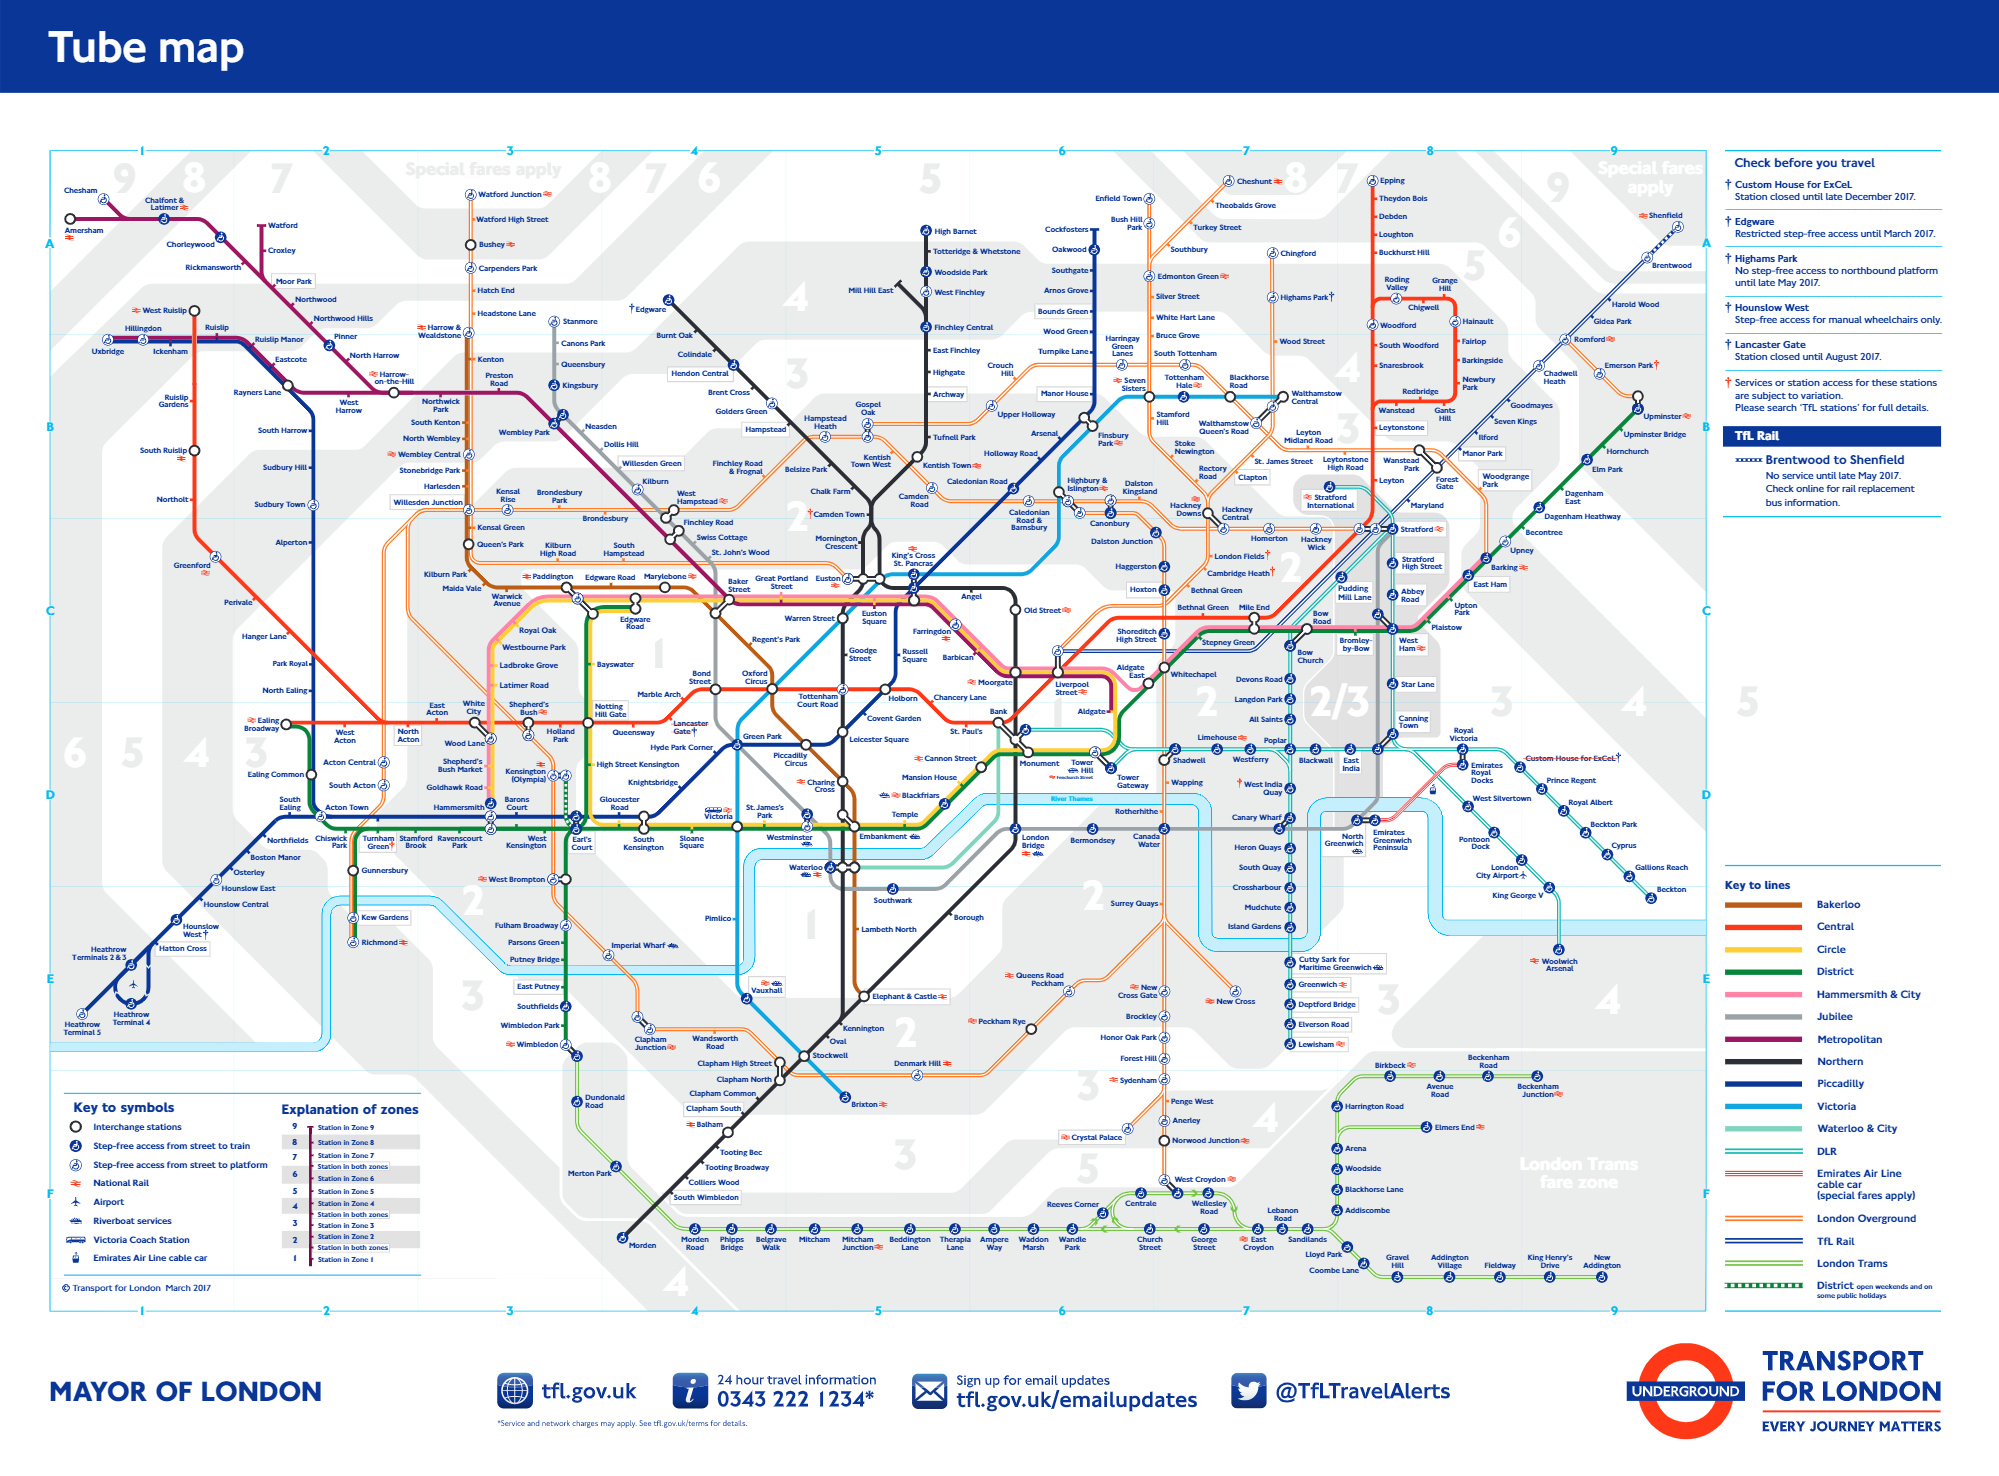 Tube map
Special fares apply
Special fares
apply
Check before you travel
† Custom House for ExCeL
Station closed until late December 2017.
† Edgware
Restricted step-free access until March 2017.
† Highams Park
No step-free access to northbound platform
until late May 2017.
† Hounslow West
Step-free access for manual wheelchairs only.
† Lancaster Gate
Station closed until August 2017.
† Services or station access for these stations
are subject to variation.
Please search 'TfL stations' for full details.
TfL Rail
Brentwood to Shenfield
No service until late May 2017.
Check online for rail replacement
bus information.
Chesham
Chalfont &
Latimer
Amersham
Chorleywood
Rickmansworth
Watford
Croxley
Moor Park
Northwood
Northwood Hills
Pinner
North Harrow
Harrow-
on-the-Hill
West Ruislip
Hillingdon
Uxbridge
Ickenham
Ruislip
Ruislip Manor
Eastcote
Rayners Lane
West
Harrow
Northwick
Park
Preston
Road
Wembley Park
Ruislip
Gardens
South Ruislip
Northolt
Greenford
Perivale
Hanger Lane
South Harrow
Sudbury Hill
Sudbury Town
Alperton
Park Royal
North Ealing
Ealing
Broadway
West
Acton
East
Acton
North
Acton
Ealing Common
South
Ealing
Acton Town
Acton Central
South Acton
Northfields
Boston Manor
Osterley
Hounslow East
Hounslow Central
Hounslow
West†
Hatton Cross
Heathrow
Terminals 2 & 3
Heathrow
Terminal 4
Heathrow
Terminal 5
Chiswick
Park
Turnham
Green†
Stamford
Brook
Ravenscourt
Park
West
Kensington
Gunnersbury
Kew Gardens
Richmond
Watford Junction
Watford High Street
Bushey
Carpenders Park
Hatch End
Headstone Lane
Harrow &
Wealdstone
Kenton
South Kenton
North Wembley
Wembley Central
Stonebridge Park
Harlesden
Willesden Junction
Kensal Green
Queen's Park
Kilburn Park
Maida Vale
Warwick
Avenue
Kensal
Rise
Brondesbury
Park
Brondesbury
Kilburn
High Road
South
Hampstead
Stanmore
Canons Park
Queensbury
Kingsbury
Neasden
Dollis Hill
Willesden Green
Kilburn
West
Hampstead
Finchley Road
Swiss Cottage
St. John's Wood
Finchley Road
& Frognal
†Edgware
Burnt Oak
Colindale
Hendon Central
Brent Cross
Golders Green
Hampstead
Belsize Park
Chalk Farm
†Camden Town
Mornington
Crescent
Hampstead
Heath
Gospel
Oak
Kentish
Town West
Kentish Town
Camden
Road
High Barnet
Totteridge & Whetstone
Woodside Park
West Finchley
Mill Hill East
Finchley Central
East Finchley
Highgate
Archway
Tufnell Park
Crouch
Hill
Upper Holloway
Cockfosters
Oakwood
Southgate
Arnos Grove
Bounds Green
Wood Green
Turnpike Lane
Manor House
Finsbury
Park
Arsenal
Holloway Road
Caledonian Road
Caledonian
Road &
Barnsbury
Highbury &
Islington
Canonbury
Dalston
Kingsland
Dalston Junction
Haggerston
Hoxton
Shoreditch
High Street
Harringay
Green
Lanes
South Tottenham
Seven
Sisters
Tottenham
Hale
Blackhorse
Road
Walthamstow
Central
Walthamstow
Queen's Road
Enfield Town
Bush Hill
Park
Edmonton Green
Silver Street
White Hart Lane
Bruce Grove
Stamford
Hill
Stoke
Newington
Rectory
Road
Hackney
Downs
Hackney
Central
London Fields†
Cambridge Heath†
Bethnal Green
Cheshunt
Theobalds Grove
Turkey Street
Southbury
Chingford
Highams Park†
Wood Street
St. James Street
Clapton
Leyton
Midland Road
Leytonstone
High Road
Wanstead
Park
Woodgrange
Park
Homerton
Hackney
Wick
Epping
Theydon Bois
Debden
Loughton
Buckhurst Hill
Roding
Valley
Chigwell
Grange
Hill
Hainault
Fairlop
Barkingside
Newbury
Park
Gants
Hill
Redbridge
Wanstead
Woodford
South Woodford
Snaresbrook
Leytonstone
Leyton
Stratford
International
Stratford
Stratford
High Street
Abbey
Road
West
Ham
Star Lane
Canning
Town
Shenfield
Brentwood
Harold Wood
Gidea Park
Romford
Emerson Park†
Chadwell
Heath
Goodmayes
Seven Kings
Ilford
Manor Park
Forest
Gate
Maryland
Upminster
Upminster Bridge
Hornchurch
Elm Park
Dagenham
East
Dagenham Heathway
Becontree
Upney
Barking
East Ham
Upton
Park
Plaistow
Bromley-
by-Bow
Bow
Road
Pudding
Mill Lane
Mile End
Bethnal Green
Stepney Green
Whitechapel
Aldgate
East
Aldgate
Paddington
Edgware Road
Marylebone
Baker
Street
Great Portland
Street
Euston
King's Cross
St. Pancras
Euston
Square
Warren Street
Angel
Old Street
Farringdon
Barbican
Moorgate
Liverpool
Street
Edgware
Road
Regent's Park
Royal Oak
Westbourne Park
Ladbroke Grove
Latimer Road
White
City
Wood Lane
Shepherd's
Bush
Shepherd's
Bush Market
Goldhawk Road
Hammersmith
Barons
Court
Kensington
(Olympia)
Holland
Park
Notting
Hill Gate
Bayswater
Queensway
Lancaster
Gate†
Marble Arch
Bond
Street
Oxford
Circus
Tottenham
Court Road
Goodge
Street
Russell
Square
Holborn
Chancery Lane
St. Paul's
Bank
Covent Garden
Leicester Square
Piccadilly
Circus
Green Park
Hyde Park Corner
Knightsbridge
High Street Kensington
Gloucester
Road
South
Kensington
Sloane
Square
Victoria
St. James's
Park
Westminster
Charing
Cross
Embankment
Temple
Blackfriars
Mansion House
Cannon Street
Monument
Tower
Hill
Fenchurch Street
Tower
Gateway
Earl's
Court
West Brompton
Fulham Broadway
Parsons Green
Putney Bridge
East Putney
Southfields
Wimbledon Park
Wimbledon
Imperial Wharf
Clapham
Junction
Wandsworth
Road
Clapham High Street
Clapham North
Clapham Common
Clapham South
Balham
Tooting Bec
Tooting Broadway
Colliers Wood
South Wimbledon
Morden
Pimlico
Vauxhall
Stockwell
Brixton
Oval
Kennington
Elephant & Castle
Lambeth North
Waterloo
Southwark
Borough
London
Bridge
Bermondsey
Canada
Water
Rotherhithe
Wapping
Shadwell
Surrey Quays
River Thames
Denmark Hill
Peckham Rye
Queens Road
Peckham
New
Cross Gate
New Cross
Brockley
Honor Oak Park
Forest Hill
Sydenham
Crystal Palace
Penge West
Anerley
Norwood Junction
West Croydon
Bow
Church
Devons Road
Langdon Park
All Saints
Poplar
Limehouse
Westferry
Blackwall
East
India
†West India
Quay
Canary Wharf
Heron Quays
South Quay
Crossharbour
Mudchute
Island Gardens
Cutty Sark for
Maritime Greenwich
Greenwich
Deptford Bridge
Elverson Road
Lewisham
North
Greenwich
Emirates
Greenwich
Peninsula
Royal
Victoria
Emirates
Royal
Docks
Custom House for ExCeL†
Prince Regent
Royal Albert
Beckton Park
Cyprus
Gallions Reach
Beckton
West Silvertown
Pontoon
Dock
London
City Airport
King George V
Woolwich
Arsenal
Dundonald
Road
Merton Park
Morden
Road
Phipps
Bridge
Belgrave
Walk
Mitcham
Mitcham
Junction
Beddington
Lane
Therapia
Lane
Ampere
Way
Waddon
Marsh
Wandle
Park
Reeves Corner
Centrale
Wellesley
Road
Church
Street
George
Street
East
Croydon
Lebanon
Road
Sandilands
Lloyd Park
Coombe Lane
Gravel
Hill
Addington
Village
Fieldway
King Henry's
Drive
New
Addington
Addiscombe
Blackhorse Lane
Woodside
Arena
Elmers End
Harrington Road
Birkbeck
Avenue
Road
Beckenham
Road
Beckenham
Junction
London Trams
fare zone
Key to symbols
Interchange stations
Step-free access from street to train
Step-free access from street to platform
National Rail
Airport
Riverboat services
Victoria Coach Station
Emirates Air Line cable car
Explanation of zones
9 Station in Zone 9
8 Station in Zone 8
7 Station in Zone 7
Station in both zones
6 Station in Zone 6
5 Station in Zone 5
4 Station in Zone 4
Station in both zones
3 Station in Zone 3
2 Station in Zone 2
Station in both zones
1 Station in Zone 1
© Transport for London March 2017
Key to lines
Bakerloo
Central
Circle
District
Hammersmith & City
Jubilee
Metropolitan
Northern
Piccadilly
Victoria
Waterloo & City
DLR
Emirates Air Line
cable car
(special fares apply)
London Overground
TfL Rail
London Trams
District open weekends and on
some public holidays
MAYOR OF LONDON
tfl.gov.uk
24 hour travel information
0343 222 1234*
Sign up for email updates
tfl.gov.uk/emailupdates
@TfLTravelAlerts
*Service and network charges may apply. See tfl.gov.uk/terms for details.
UNDERGROUND
TRANSPORT
FOR LONDON
EVERY JOURNEY MATTERS